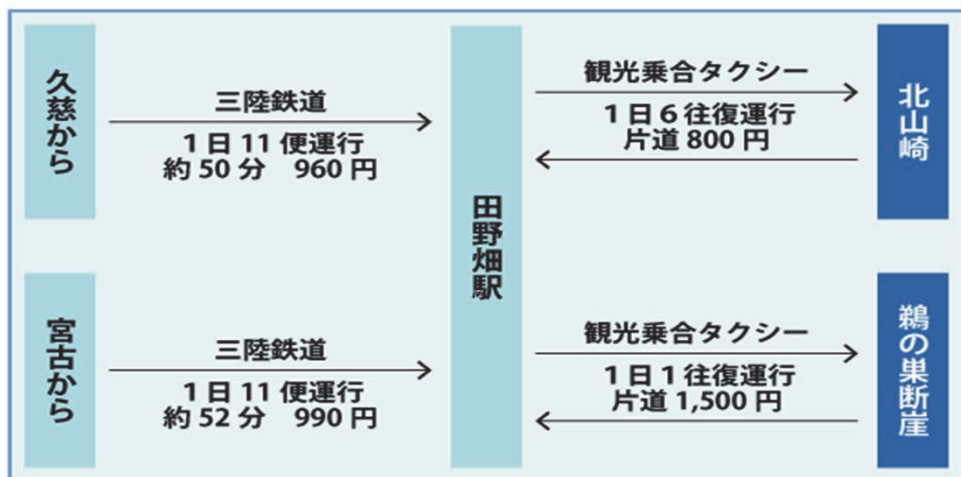 久慈から
三陸鉄道
1日11便運行
約50分 960円
田野畑駅
観光乗合タクシー
1日6往復運行
片道800円
北山崎
宮古から
三陸鉄道
1日11便運行
約52分 990円
観光乗合タクシー
1日1往復運行
片道1,500円
鵜の巣断崖